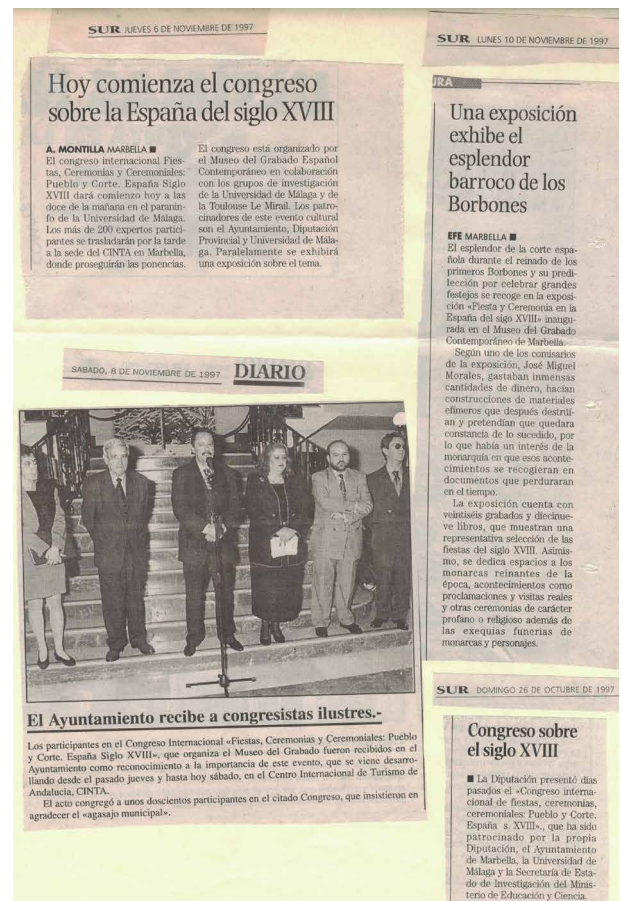 SUR JUEVES 6 DE NOVIEMBRE DE 1997
Hoy comienza el congreso
sobre la España del siglo XVIII
A. MONTILLA MARBELLA ■
El congreso internacional Fies-
tas, Ceremonias y Ceremoniales:
Pueblo y Corte. España Siglo
XVIII dará comienzo hoy a las
doce de la mañana en el paranin-
fo de la Universidad de Málaga.
Los más de 200 expertos partici-
pantes se trasladarán por la tarde
a la sede del CINTA en Marbella,
donde proseguirán las ponencias.
El congreso está organizado por
el Museo del Grabado Español
Contemporáneo en colaboración
con los grupos de investigación
de la Universidad de Málaga y de
la Toulouse Le Mirail. Los patro-
cinadores de este evento cultural
son el Ayuntamiento, Diputación
Provincial y Universidad de Mála-
ga. Paralelamente se exhibirá
una exposición sobre el tema.
SABADO, 8 DE NOVIEMBRE DE 1997 DIARIO
El Ayuntamiento recibe a congresistas ilustres.-
Los participantes en el Congreso Internacional «Fiestas, Ceremonias y Ceremoniales: Pueblo
y Corte. España Siglo XVIII», que organiza el Museo del Grabado fueron recibidos en el
Ayuntamiento como reconocimiento a la importancia de este evento, que se viene desarro-
llando desde el pasado jueves y hasta hoy sábado, en el Centro Internacional de Turismo de
Andalucía, CINTA.
El acto congregó a unos doscientos participantes en el citado Congreso, que insistieron en
agradecer el «agasajo municipal».
SUR LUNES 10 DE NOVIEMBRE DE 1997
URA
Una exposición
exhibe el
esplendor
barroco de los
Borbones
EFE MARBELLA ■
El esplendor de la corte espa-
ñola durante el reinado de los
primeros Borbones y su predi-
lección por celebrar grandes
festejos se recoge en la exposi-
ción «Fiesta y Ceremonia en la
España del sigo XVIII» inaugu-
rada en el Museo del Grabado
Contemporáneo de Marbella.
Según uno de los comisarios
de la exposición, José Miguel
Morales, gastaban inmensas
cantidades de dinero, hacían
construcciones de materiales
efímeros que después destruí-
an y pretendían que quedara
constancia de lo sucedido, por
lo que había un interés de la
monarquía en que esos aconte-
cimientos se recogieran en
documentos que perduraran
en el tiempo.
La exposición cuenta con
veintiséis grabados y diecinue-
ve libros, que muestran una
representativa selección de las
fiestas del siglo XVIII. Asimis-
mo, se dedica espacios a los
monarcas reinantes de la
época, acontecimientos como
proclamaciones y visitas reales
y otras ceremonias de carácter
profano o religioso además de
las exequias funerias de
monarcas y personajes.
SUR DOMINGO 26 DE OCTUBRE DE 1997
Congreso sobre
el siglo XVIII
■ La Diputación presentó días
pasados el «Congreso interna-
cional de fiestas, ceremonias,
ceremoniales: Pueblo y Corte.
España s. XVIII»., que ha sido
patrocinado por la propia
Diputación, el Ayuntamiento
de Marbella, la Universidad de
Málaga y la Secretaría de Esta-
do de Investigación del Minis-
terio de Educación y Ciencia.